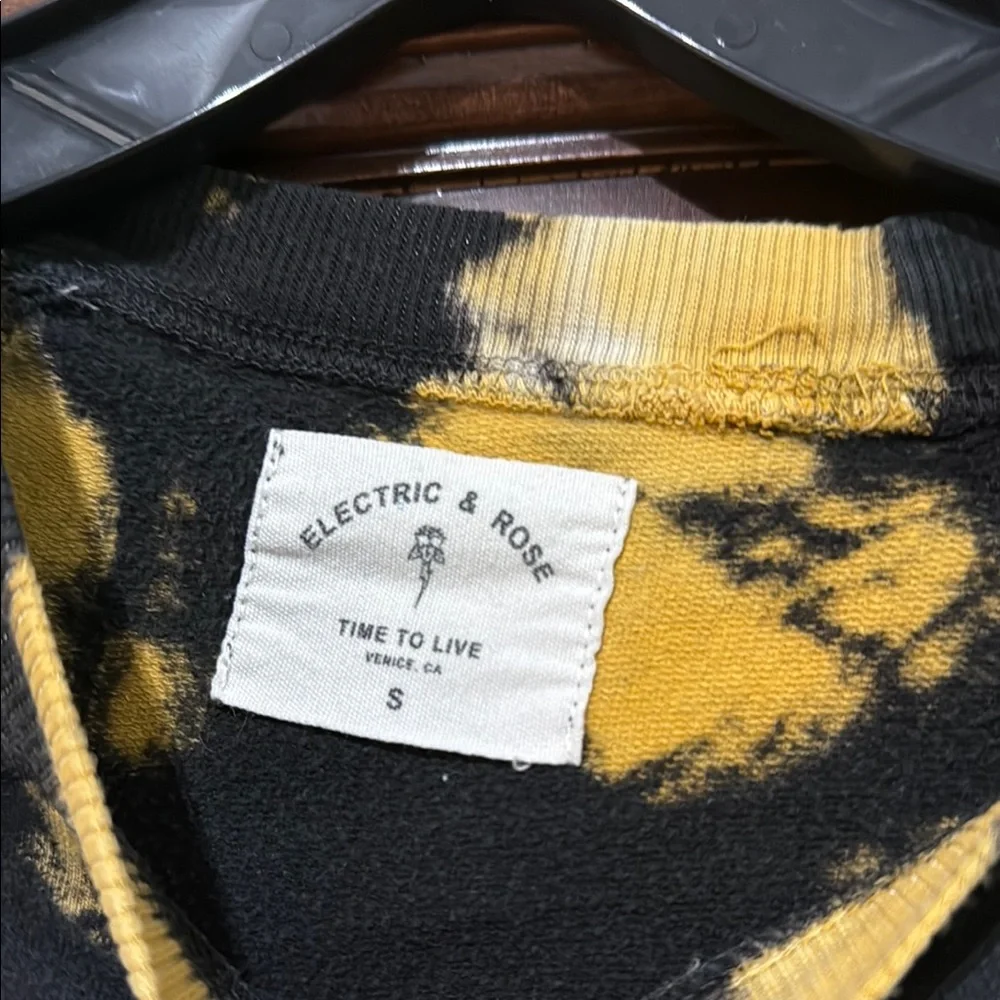 ELECTRIC & ROSE
TIME TO LIVE
VENICE, CA
S